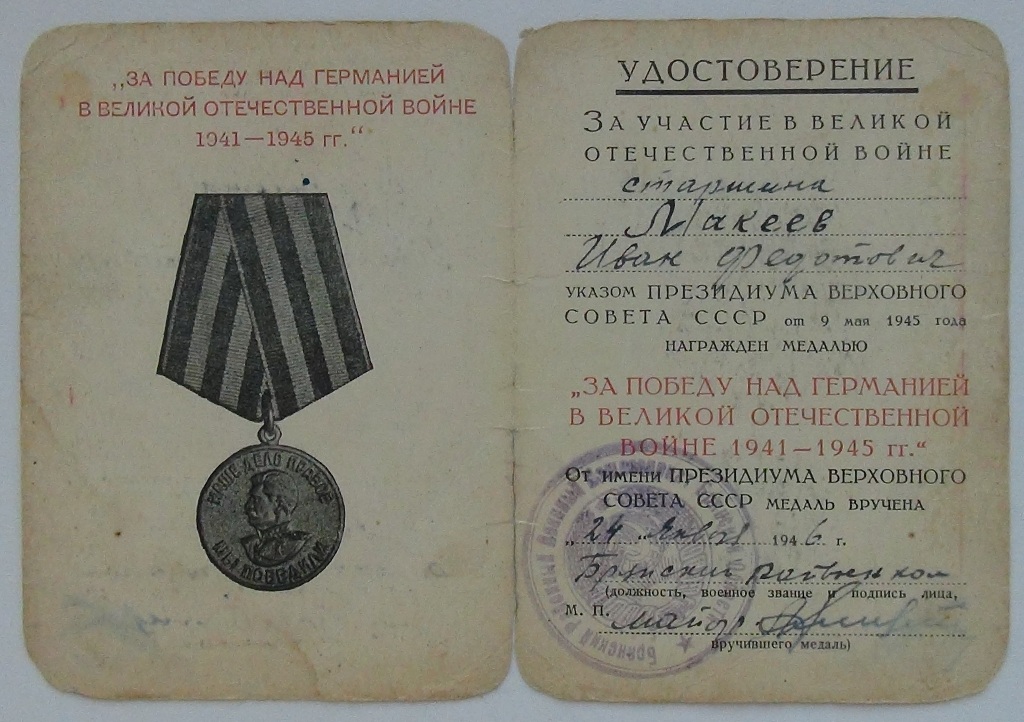 „ЗА ПОБЕДУ НАД ГЕРМАНИЕЙ
В ВЕЛИКОЙ ОТЕЧЕСТВЕННОЙ ВОЙНЕ
1941—1945 гг.“
НАШЕ ДЕЛО ПРАВОЕ
МЫ ПОБЕДИЛИ
УДОСТОВЕРЕНИЕ
ЗА УЧАСТИЕ В ВЕЛИКОЙ
ОТЕЧЕСТВЕННОЙ ВОЙНЕ
старшина
Макеев
Иван Федотович
УКАЗОМ ПРЕЗИДИУМА ВЕРХОВНОГО
СОВЕТА СССР от 9 мая 1945 года
НАГРАЖДЕН МЕДАЛЬЮ
„ЗА ПОБЕДУ НАД ГЕРМАНИЕЙ
В ВЕЛИКОЙ ОТЕЧЕСТВЕННОЙ
ВОЙНЕ 1941—1945 гг.“
ОТ ИМЕНИ ПРЕЗИДИУМА ВЕРХОВНОГО
СОВЕТА СССР МЕДАЛЬ ВРУЧЕНА
„24 января 1946 г.
райвоенком
(должность, военное звание и подпись лица,
М. П. майор
вручившего медаль)